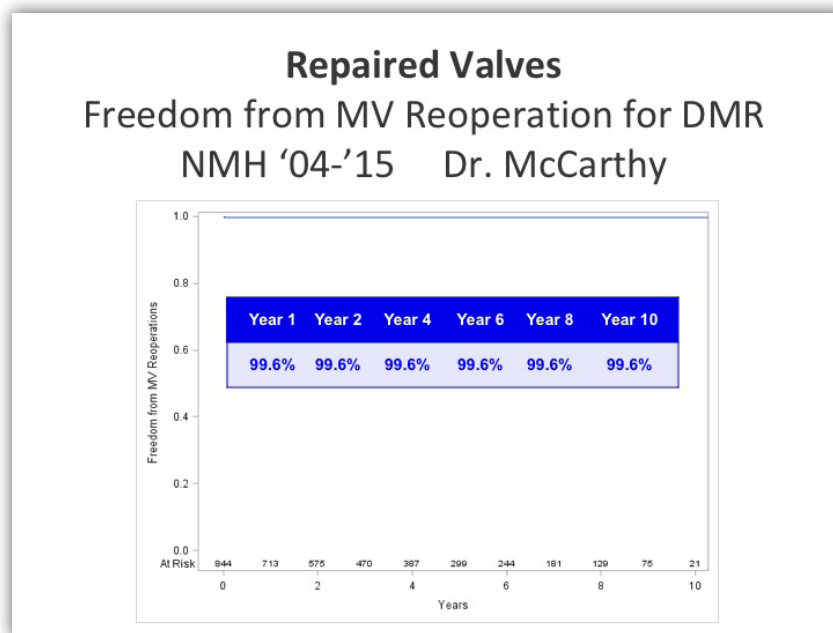 Repaired Valves
Freedom from MV Reoperation for DMR
NMH ‘04-’15 Dr. McCarthy
1.0
0.8
0.6
0.4
0.2
0.0
Freedom from MV Reoperations
Year 1 Year 2 Year 4 Year 6 Year 8 Year 10
99.6% 99.6% 99.6% 99.6% 99.6% 99.6%
At Risk 844 713 575 470 387 299 244 181 129 75 21
0 2 4 6 8 10
Years